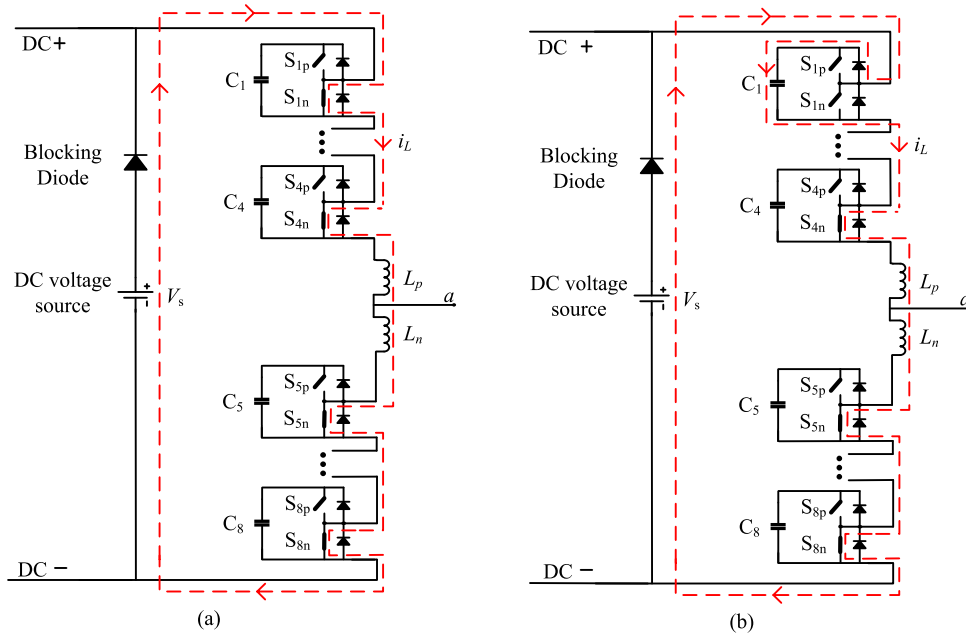 DC+
C1
S1p
S1n
iL
Blocking
Diode
C4
S4p
S4n
DC voltage
source
Vs
+
-
Lp
a
Ln
C5
S5p
S5n
C8
S8p
S8n
DC −
(a)
DC +
C1
S1p
S1n
iL
Blocking
Diode
C4
S4p
S4n
DC voltage
source
Vs
+
-
Lp
Ln
C5
S5p
S5n
C8
S8p
S8n
DC −
(b)